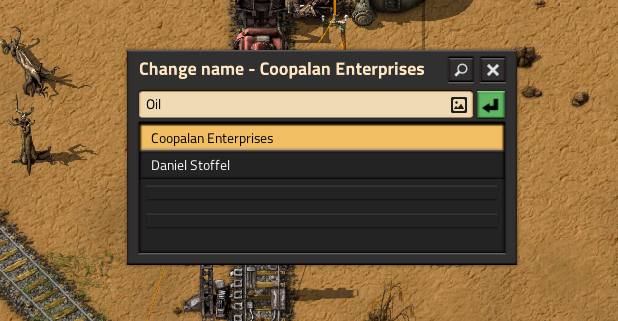 Change name - Coopalan Enterprises
Oil
Coopalan Enterprises
Daniel Stoffel